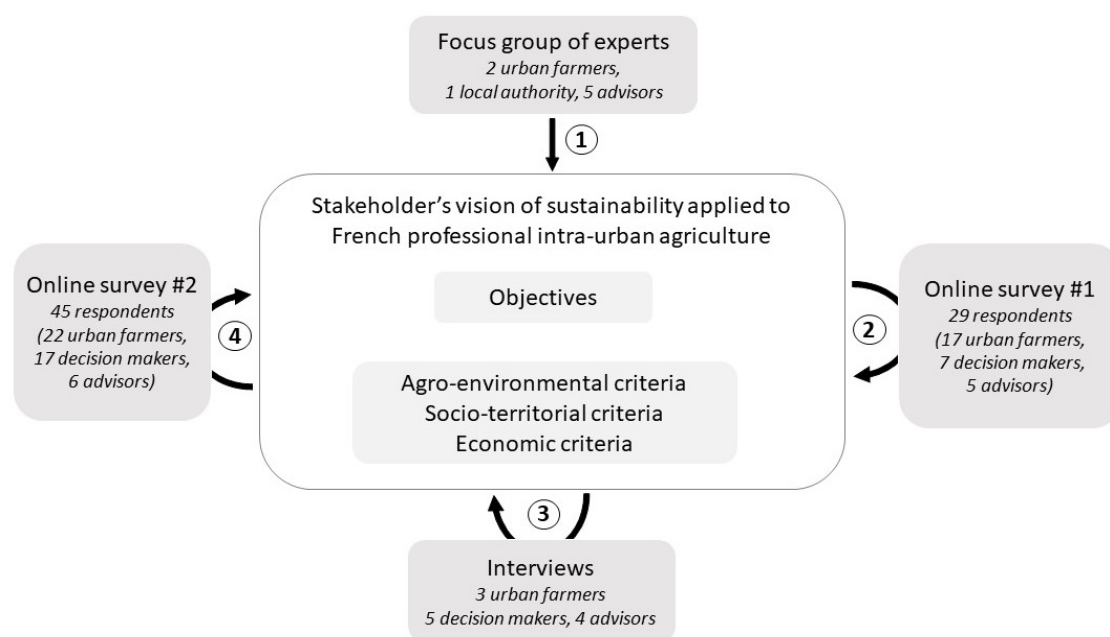 Focus group of experts
2 urban farmers,
1 local authority, 5 advisors
1
Stakeholder's vision of sustainability applied to
French professional intra-urban agriculture
Objectives
Agro-environmental criteria
Socio-territorial criteria
Economic criteria
Online survey #1
29 respondents
(17 urban farmers,
7 decision makers,
5 advisors)
2
Interviews
3 urban farmers
5 decision makers, 4 advisors
3
Online survey #2
45 respondents
(22 urban farmers,
17 decision makers,
6 advisors)
4